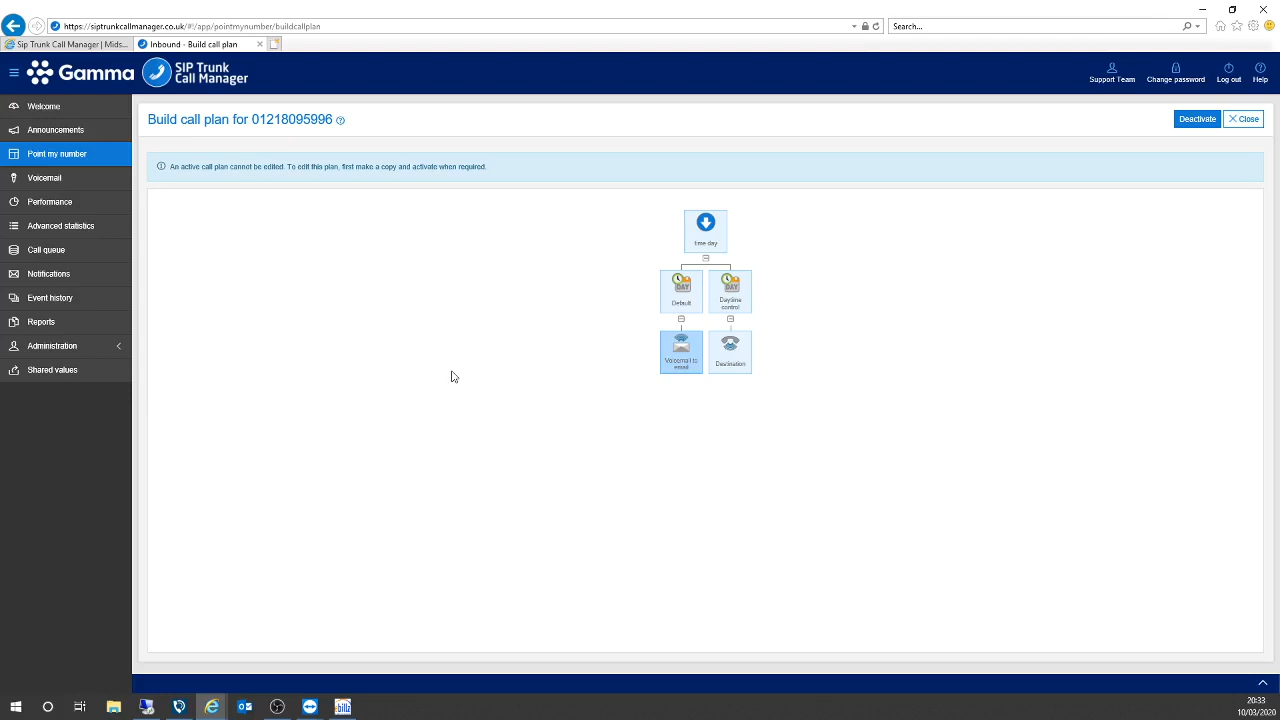 https://siptrunkcallmanager.co.uk/#!/app/pointmynumber/buildcallplan
Search...
Sip Trunk Call Manager | Mids...
Inbound - Build call plan
Gamma
SIP Trunk
Call Manager
Support Team
Change password
Log out
Help
Welcome
Announcements
Point my number
Voicemail
Performance
Advanced statistics
Call queue
Notifications
Event history
Reports
Administration
Shared values
Build call plan for 01218095996
Deactivate
Close
An active call plan cannot be edited. To edit this plan, first make a copy and activate when required.
time day
DAY
Default
DAY
Daytime
control
Voicemail to
email
Destination
20:33
10/03/2020